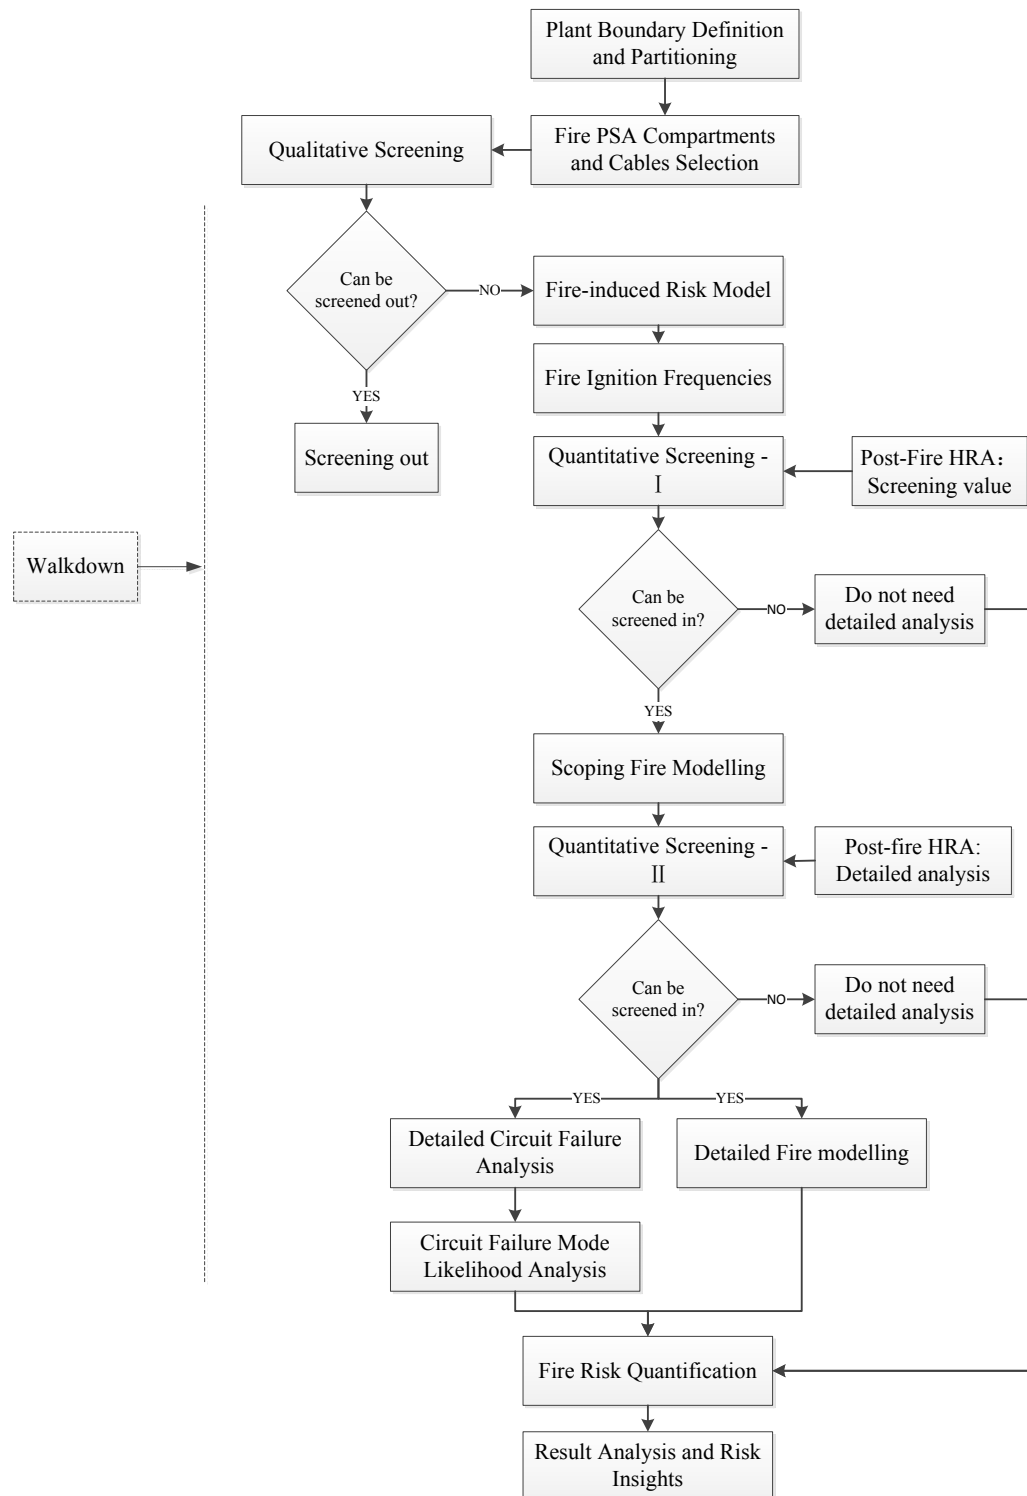 Plant Boundary Definition
and Partitioning
Qualitative Screening
Fire PSA Compartments
and Cables Selection
Can be
screened out?
NO
Fire-induced Risk Model
YES
Fire Ignition Frequencies
Screening out
Quantitative Screening -
Ⅰ
Post-Fire HRA：
Screening value
Walkdown
Can be
screened in?
NO
Do not need
detailed analysis
YES
Scoping Fire Modelling
Quantitative Screening -
Ⅱ
Post-fire HRA:
Detailed analysis
Can be
screened in?
NO
Do not need
detailed analysis
YES
YES
Detailed Circuit Failure
Analysis
Detailed Fire modelling
Circuit Failure Mode
Likelihood Analysis
Fire Risk Quantification
Result Analysis and Risk
Insights